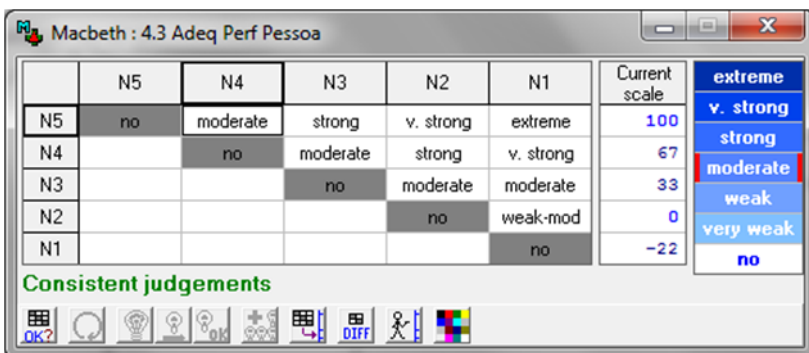 Macbeth : 4.3 Adeq Perf Pessoa
N5 N4 N3 N2 N1 Current scale
N5 no moderate strong v. strong extreme 100
N4 no moderate strong v. strong 67
N3 no moderate moderate 33
N2 no weak-mod 0
N1 no -22
extreme
v. strong
strong
moderate
weak
very weak
no
Consistent judgements
OK? OK DIFF